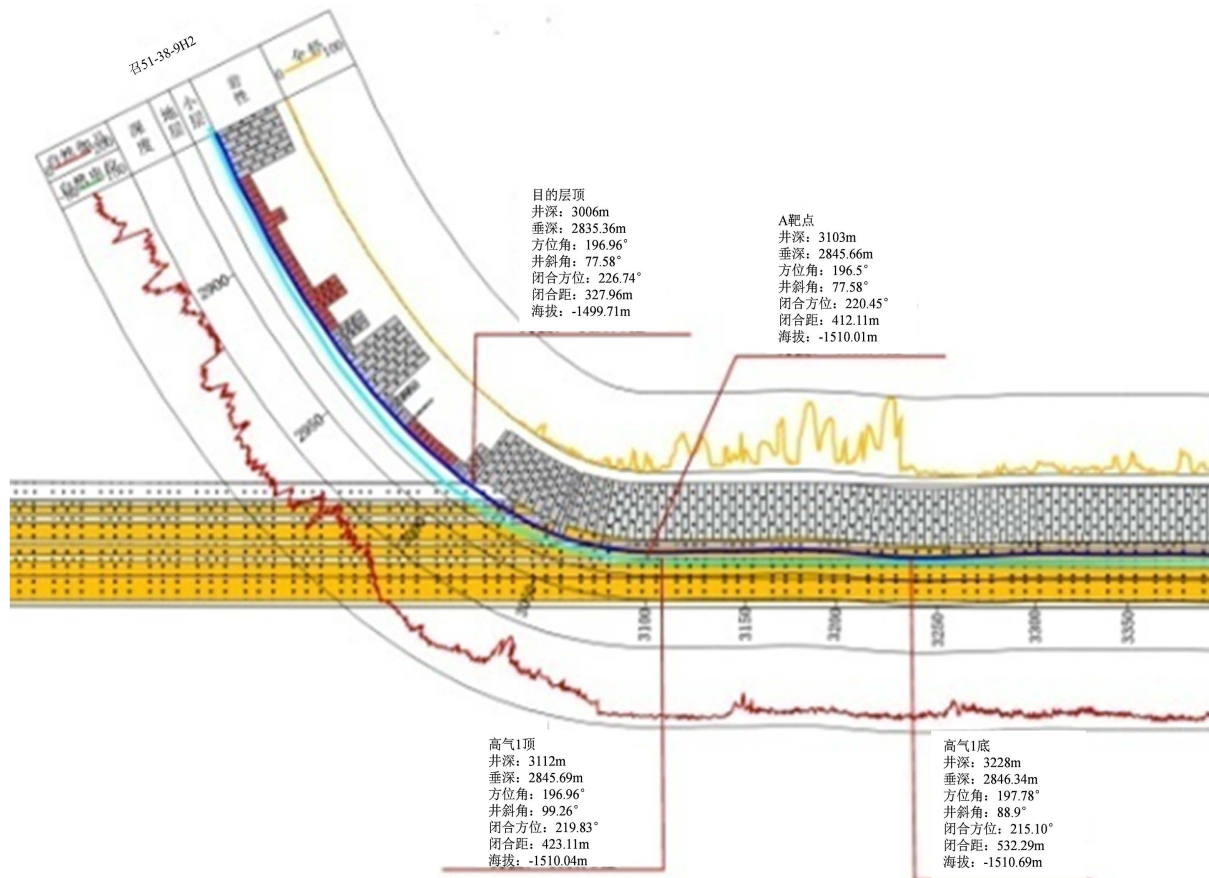 召51-38-9H2
全烃
0 100
岩性
小层
地层
深度
自然伽马
自然电位
2900
2950
3050
3100
3150
3200
3250
3300
3350
目的层顶
井深：3006m
垂深：2835.36m
方位角：196.96°
井斜角：77.58°
闭合方位：226.74°
闭合距：327.96m
海拔：-1499.71m
A靶点
井深：3103m
垂深：2845.66m
方位角：196.5°
井斜角：77.58°
闭合方位：220.45°
闭合距：412.11m
海拔：-1510.01m
高气1顶
井深：3112m
垂深：2845.69m
方位角：196.96°
井斜角：99.26°
闭合方位：219.83°
闭合距：423.11m
海拔：-1510.04m
高气1底
井深：3228m
垂深：2846.34m
方位角：197.78°
井斜角：88.9°
闭合方位：215.10°
闭合距：532.29m
海拔：-1510.69m